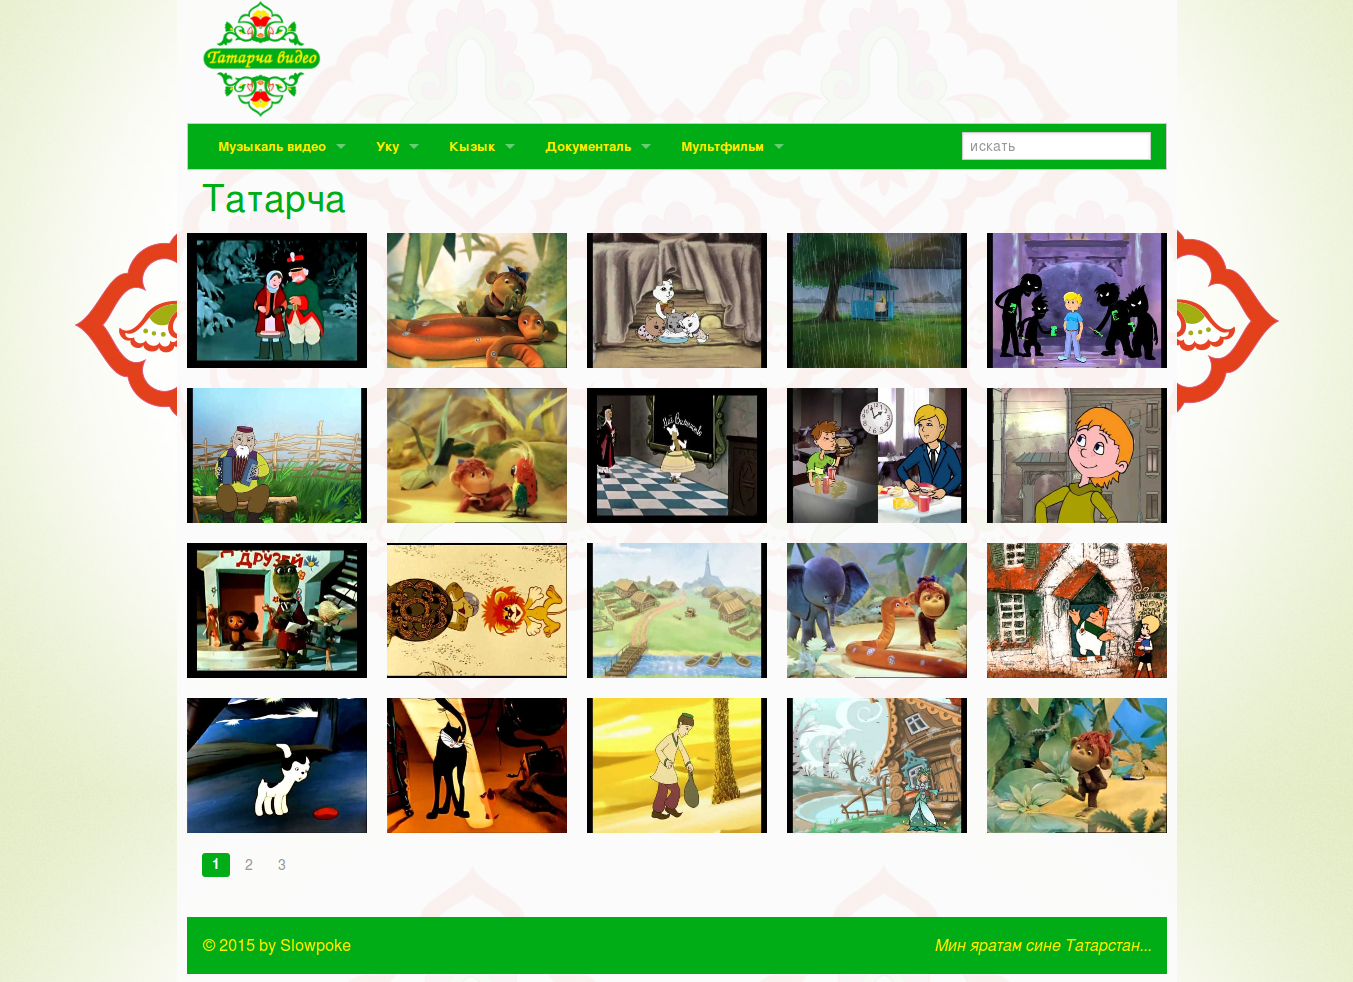 Татарча видео
Музыкаль видео Уку Кызык Документаль Мультфильм искать
Татарча
ДРУЗЕЙ
1 2 3
© 2015 by Slowpoke Мин яратам сине Татарстан...